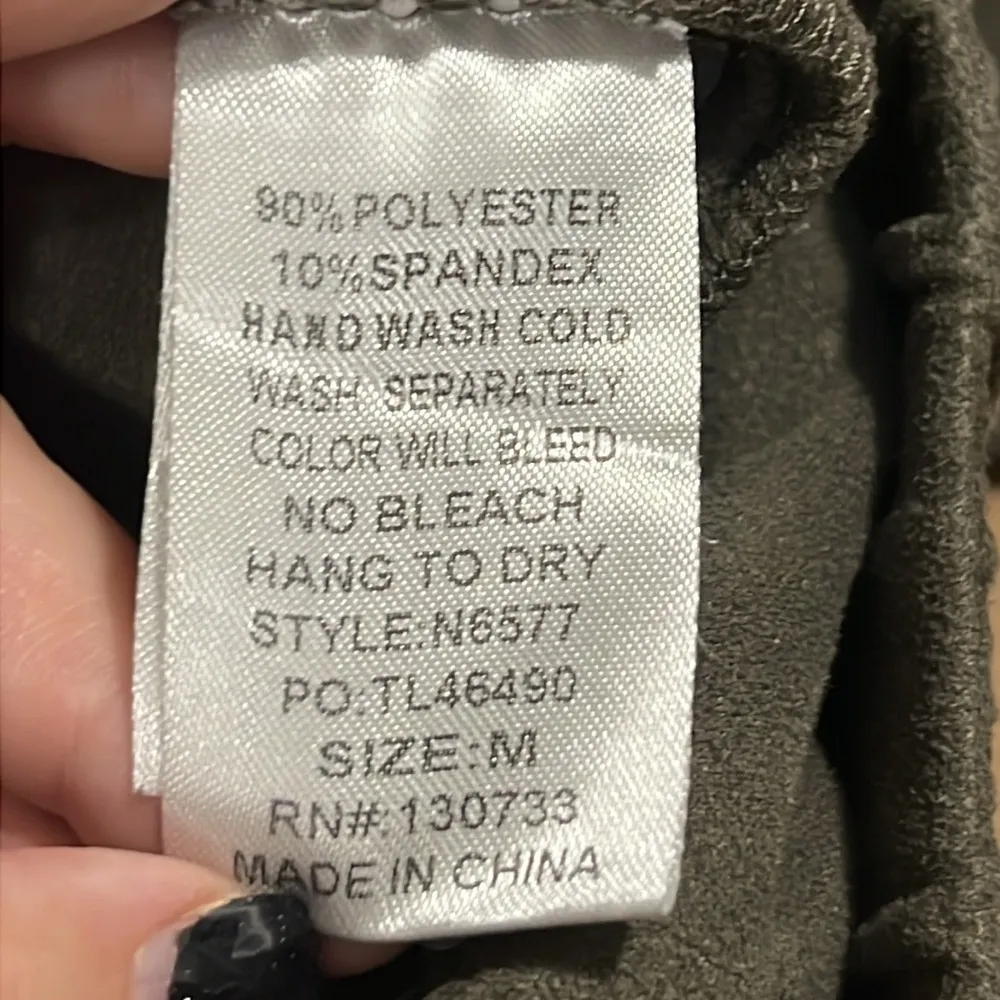 90%POLYESTER
10%SPANDEX
HAND WASH COLD
WASH SEPARATELY
COLOR WILL BLEED
NO BLEACH
HANG TO DRY
STYLE:N6577
PO:TL46490
SIZE:M
RN#:130733
MADE IN CHINA